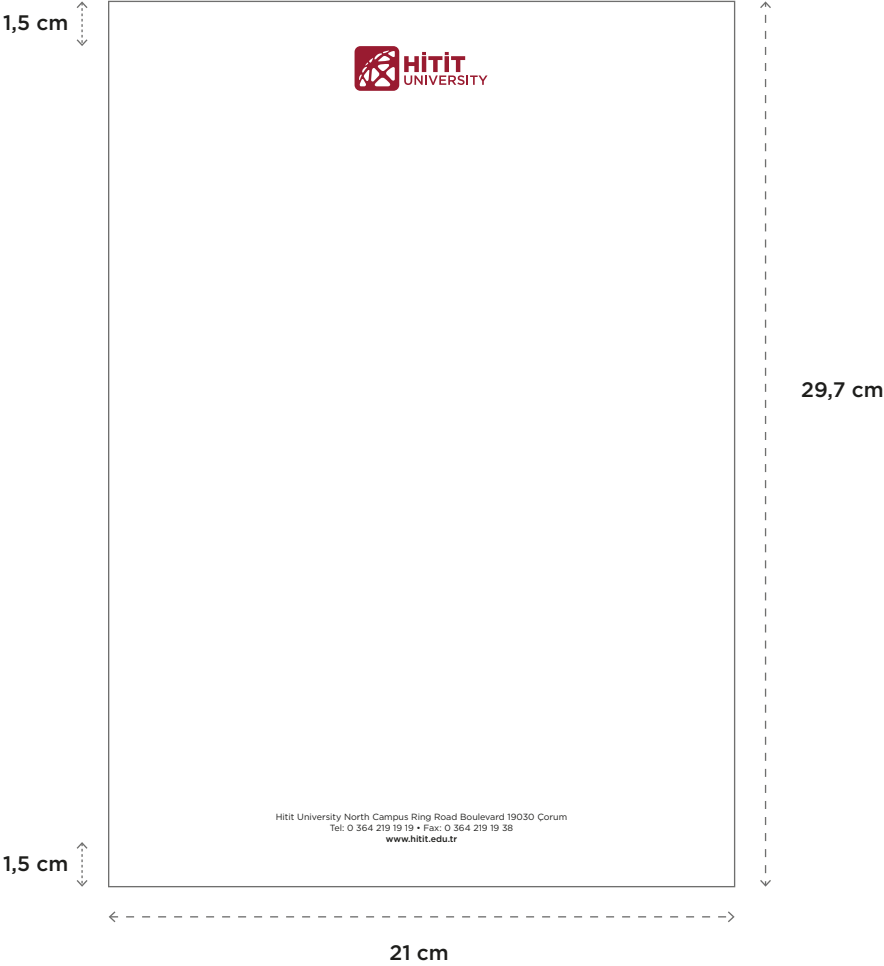 1,5 cm
HİTİT
UNIVERSITY
29,7 cm
Hitit University North Campus Ring Road Boulevard 19030 Çorum
Tel: 0 364 219 19 19 • Fax: 0 364 219 19 38
www.hitit.edu.tr
1,5 cm
21 cm